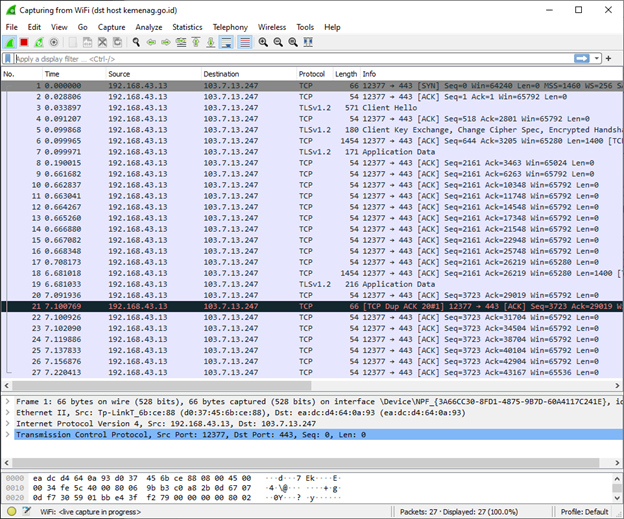 Capturing from WiFi (dst host kemenag.go.id)
File Edit View Go Capture Analyze Statistics Telephony Wireless Tools Help
Apply a display filter ... <Ctrl-/>
No. Time Source Destination Protocol Length Info
1 0.000000 192.168.43.13 103.7.13.247 TCP 66 12377 → 443 [SYN] Seq=0 Win=64240 Len=0 MSS=1460 WS=256
2 0.028806 192.168.43.13 103.7.13.247 TCP 54 12377 → 443 [ACK] Seq=1 Ack=1 Win=65792 Len=0
3 0.033897 192.168.43.13 103.7.13.247 TLSv1.2 571 Client Hello
4 0.091207 192.168.43.13 103.7.13.247 TCP 54 12377 → 443 [ACK] Seq=518 Ack=2801 Win=65792 Len=0
5 0.099868 192.168.43.13 103.7.13.247 TLSv1.2 180 Client Key Exchange, Change Cipher Spec, Encrypted Handsha
6 0.099965 192.168.43.13 103.7.13.247 TCP 1454 12377 → 443 [ACK] Seq=644 Ack=3205 Win=65280 Len=1400 [TC
7 0.099971 192.168.43.13 103.7.13.247 TLSv1.2 171 Application Data
8 0.190015 192.168.43.13 103.7.13.247 TCP 54 12377 → 443 [ACK] Seq=2161 Ack=3463 Win=65024 Len=0
9 0.661682 192.168.43.13 103.7.13.247 TCP 54 12377 → 443 [ACK] Seq=2161 Ack=6263 Win=65792 Len=0
10 0.662837 192.168.43.13 103.7.13.247 TCP 54 12377 → 443 [ACK] Seq=2161 Ack=10348 Win=65792 Len=0
11 0.663041 192.168.43.13 103.7.13.247 TCP 54 12377 → 443 [ACK] Seq=2161 Ack=11748 Win=65792 Len=0
12 0.664267 192.168.43.13 103.7.13.247 TCP 54 12377 → 443 [ACK] Seq=2161 Ack=14548 Win=65792 Len=0
13 0.665260 192.168.43.13 103.7.13.247 TCP 54 12377 → 443 [ACK] Seq=2161 Ack=17348 Win=65792 Len=0
14 0.666880 192.168.43.13 103.7.13.247 TCP 54 12377 → 443 [ACK] Seq=2161 Ack=21548 Win=65792 Len=0
15 0.667082 192.168.43.13 103.7.13.247 TCP 54 12377 → 443 [ACK] Seq=2161 Ack=22948 Win=65792 Len=0
16 0.668348 192.168.43.13 103.7.13.247 TCP 54 12377 → 443 [ACK] Seq=2161 Ack=25748 Win=65792 Len=0
17 0.708173 192.168.43.13 103.7.13.247 TCP 54 12377 → 443 [ACK] Seq=2161 Ack=26219 Win=65280 Len=0
18 6.681018 192.168.43.13 103.7.13.247 TCP 1454 12377 → 443 [ACK] Seq=2161 Ack=26219 Win=65280 Len=1400 [T
19 6.681033 192.168.43.13 103.7.13.247 TLSv1.2 216 Application Data
20 7.091936 192.168.43.13 103.7.13.247 TCP 54 12377 → 443 [ACK] Seq=3723 Ack=29019 Win=65792 Len=0
21 7.100769 192.168.43.13 103.7.13.247 TCP 66 [TCP Dup ACK 20#1] 12377 → 443 [ACK] Seq=3723 Ack=29019 W
22 7.100926 192.168.43.13 103.7.13.247 TCP 54 12377 → 443 [ACK] Seq=3723 Ack=31704 Win=65792 Len=0
23 7.102090 192.168.43.13 103.7.13.247 TCP 54 12377 → 443 [ACK] Seq=3723 Ack=34504 Win=65792 Len=0
24 7.119886 192.168.43.13 103.7.13.247 TCP 54 12377 → 443 [ACK] Seq=3723 Ack=38704 Win=65792 Len=0
25 7.137833 192.168.43.13 103.7.13.247 TCP 54 12377 → 443 [ACK] Seq=3723 Ack=40104 Win=65792 Len=0
26 7.156876 192.168.43.13 103.7.13.247 TCP 54 12377 → 443 [ACK] Seq=3723 Ack=42904 Win=65792 Len=0
27 7.220413 192.168.43.13 103.7.13.247 TCP 54 12377 → 443 [ACK] Seq=3723 Ack=43167 Win=65536 Len=0
Frame 1: 66 bytes on wire (528 bits), 66 bytes captured (528 bits) on interface \Device\NPF_{3A66CC30-8FD1-4875-9B7D-60A4117C241E}, i
Ethernet II, Src: Tp-LinkT_6b:ce:88 (d0:37:45:6b:ce:88), Dst: ea:dc:d4:64:0a:93 (ea:dc:d4:64:0a:93)
Internet Protocol Version 4, Src: 192.168.43.13, Dst: 103.7.13.247
Transmission Control Protocol, Src Port: 12377, Dst Port: 443, Seq: 0, Len: 0
0000 ea dc d4 64 0a 93 d0 37 45 6b ce 88 08 00 45 00 ···d···7 Ek····E·
0010 00 34 fe 5c 40 00 80 06 9b b3 c0 a8 2b 0d 67 07 ·4·\@··· ····+·g·
0020 0d f7 30 59 01 bb e4 3f f2 79 00 00 00 00 80 02 ··0Y···? ·y······
WiFi: <live capture in progress>
Packets: 27 · Displayed: 27 (100.0%)
Profile: Default